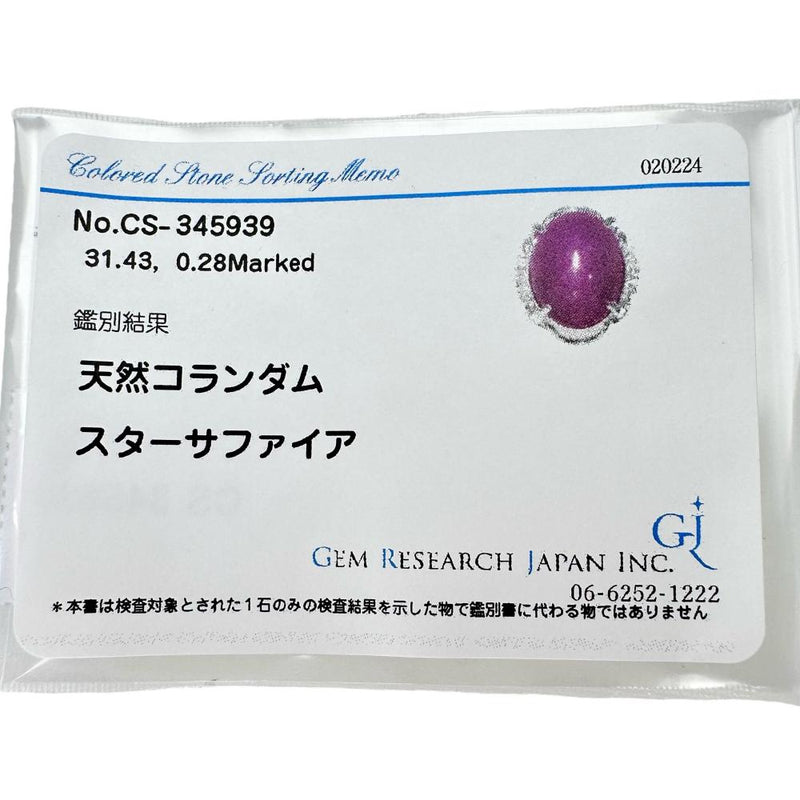 Colored Stone Sorting Memo
020224
No.CS-345939
31.43, 0.28Marked
鑑別結果
天然コランダム
スターサファイア
GRJ
GEM RESEARCH JAPAN INC.
06-6252-1222
＊本書は検査対象とされた1石のみの検査結果を示した物で鑑別書に代わる物ではありません